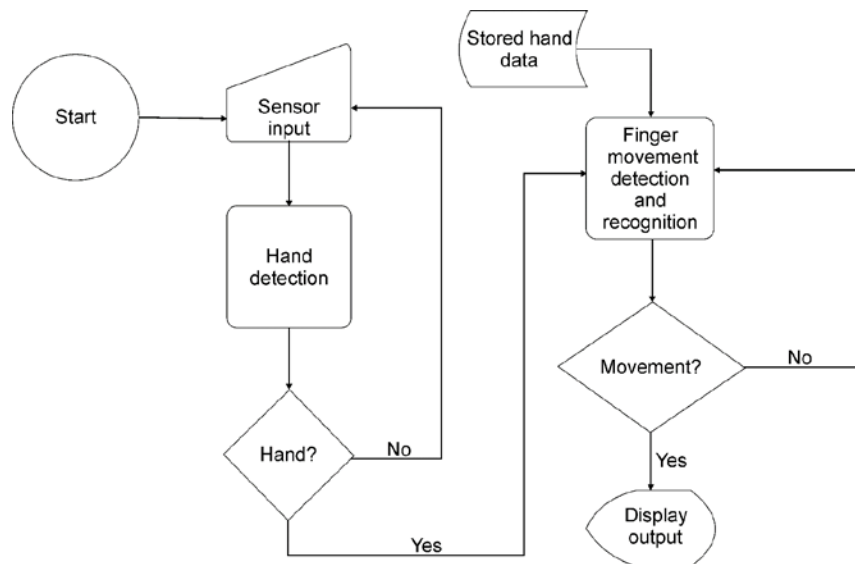 Start
Sensor
input
Hand
detection
Hand?
No
Yes
Stored hand
data
Finger
movement
detection
and
recognition
Movement?
No
Yes
Display
output